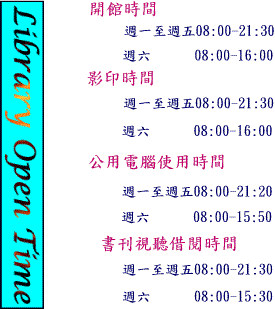 Library Open Time
開館時間
週一至週五08:00-21:30
週六 08:00-16:00
影印時間
週一至週五08:00-21:30
週六 08:00-16:00
公用電腦使用時間
週一至週五08:00-21:20
週六 08:00-15:50
書刊視聽借閱時間
週一至週五08:00-21:30
週六 08:00-15:30